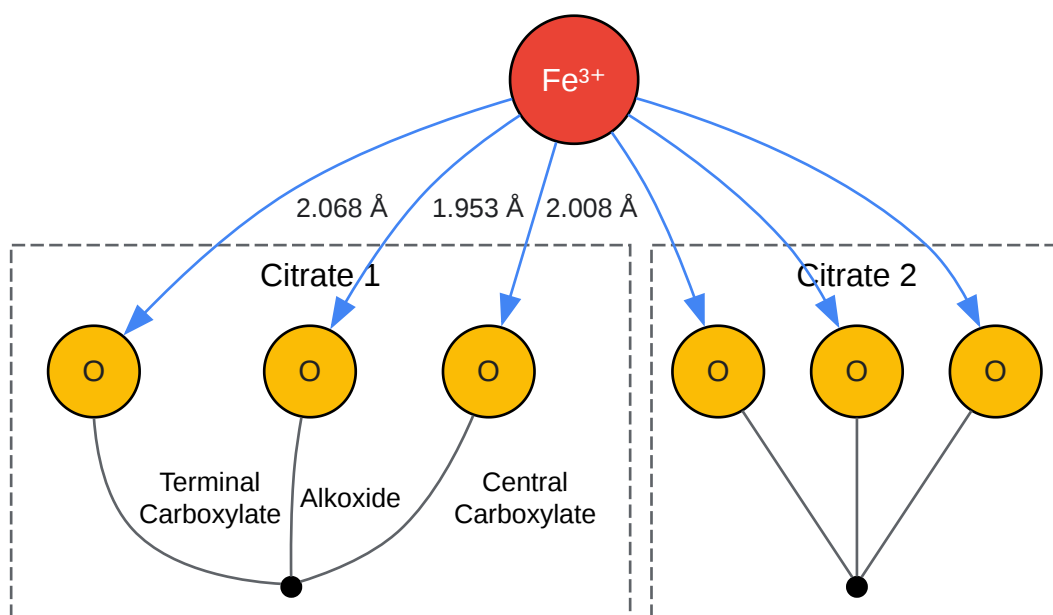 Fe³⁺
2.068 Å
1.953 Å
2.008 Å
Citrate 1
Citrate 2
O
O
O
O
O
O
Terminal
Carboxylate
Alkoxide
Central
Carboxylate